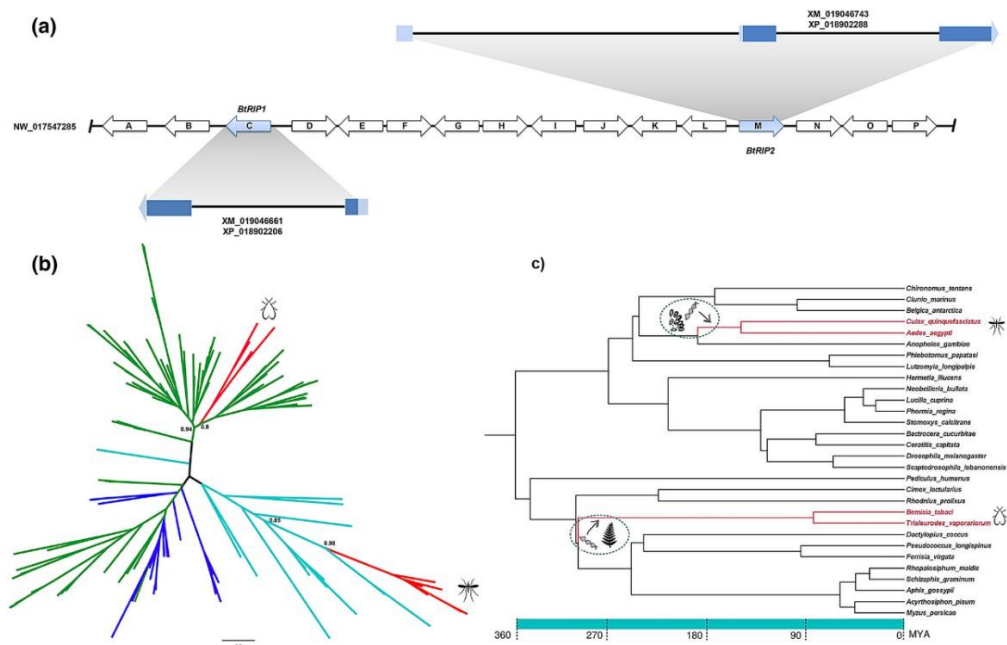 (a)
XM_019046743
XP_018902288
BtRIP1
NW_017547285
A B C D E F G H I J K L M N O P
BtRIP2
XM_019046661
XP_018902206
(b)
0.94
0.8
0.85
0.90
c)
Chironomus_tentans
Clunio_marinus
Belgica_antarctica
Culex_quinquefasciatus
Aedes_aegypti
Anopheles_gambiae
Phlebotomus_papatasi
Lutzomyia_longipalpis
Hermetia_illucens
Neobellieria_bullata
Lucilia_cuprina
Phormia_regina
Stomoxys_calcitrans
Bactrocera_cucurbitae
Ceratitis_capitata
Drosophila_melanogaster
Scaptodrosophila_lebanonensis
Pediculus_humanus
Cimex_lectularius
Rhodnius_prolixus
Bemisia_tabaci
Trialeurodes_vaporariorum
Dactylopius_coccus
Pseudococcus_longispinus
Ferrisia_virgata
Rhopalosiphum_maidis
Schizaphis_graminum
Aphis_gossypii
Acyrthosiphon_pisum
Myzus_persicae
360 270 180 90 0 MYA